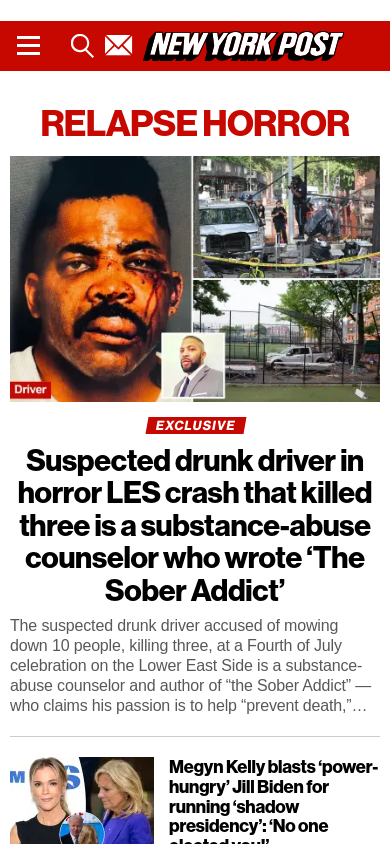 NEW YORK POST
RELAPSE HORROR
Driver
EXCLUSIVE
Suspected drunk driver in
horror LES crash that killed
three is a substance-abuse
counselor who wrote ‘The
Sober Addict’
The suspected drunk driver accused of mowing
down 10 people, killing three, at a Fourth of July
celebration on the Lower East Side is a substance-
abuse counselor and author of “the Sober Addict” —
who claims his passion is to help “prevent death,”…
Megyn Kelly blasts ‘power-
hungry’ Jill Biden for
running ‘shadow
presidency’: ‘No one
elected you!’